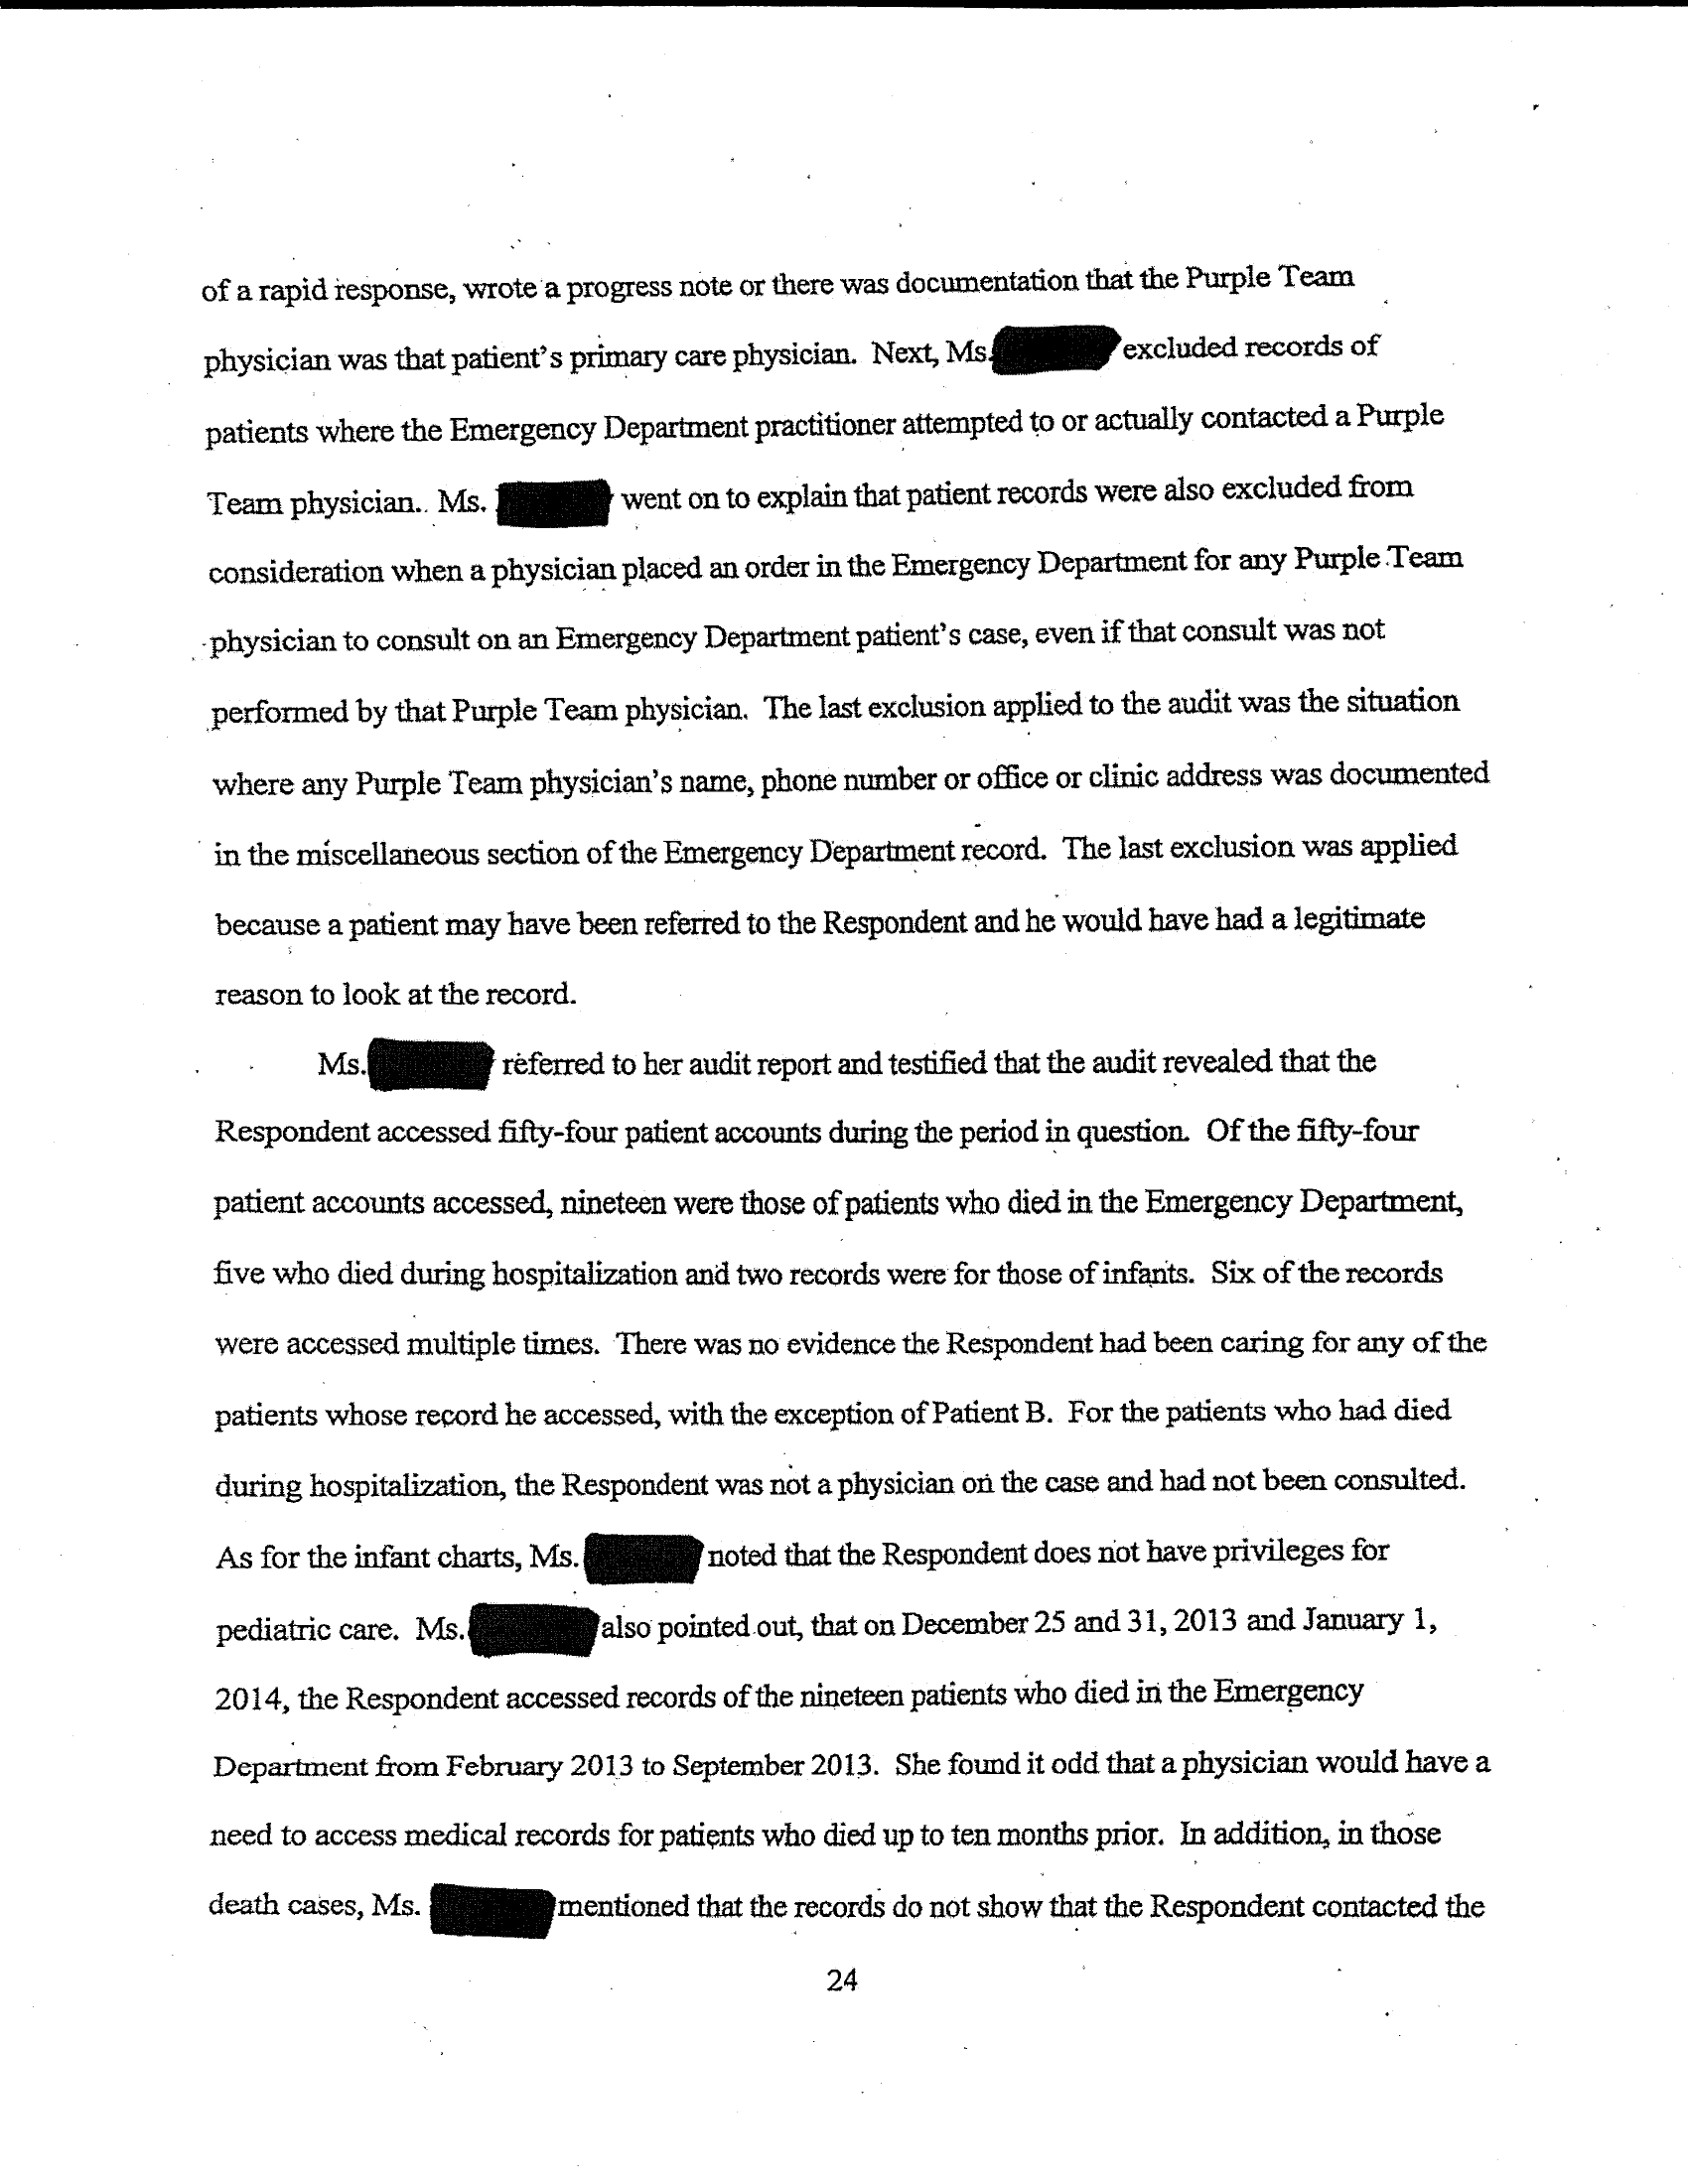 of a rapid response, wrote a progress note or there was documentation that the Purple Team
physician was that patient's primary care physician. Next, Ms. excluded records of
patients where the Emergency Department practitioner attempted to or actually contacted a Purple
Team physician.. Ms. went on to explain that patient records were also excluded from
consideration when a physician placed an order in the Emergency Department for any Purple Team
physician to consult on an Emergency Department patient's case, even if that consult was not
performed by that Purple Team physician. The last exclusion applied to the audit was the situation
where any Purple Team physician's name, phone number or office or clinic address was documented
in the miscellaneous section of the Emergency Department record. The last exclusion was applied
because a patient may have been referred to the Respondent and he would have had a legitimate
reason to look at the record.
Ms. referred to her audit report and testified that the audit revealed that the
Respondent accessed fifty-four patient accounts during the period in question. Of the fifty-four
patient accounts accessed, nineteen were those of patients who died in the Emergency Department,
five who died during hospitalization and two records were for those of infants. Six of the records
were accessed multiple times. There was no evidence the Respondent had been caring for any of the
patients whose record he accessed, with the exception of Patient B. For the patients who had died
during hospitalization, the Respondent was not a physician on the case and had not been consulted.
As for the infant charts, Ms. noted that the Respondent does not have privileges for
pediatric care. Ms. also pointed out, that on December 25 and 31, 2013 and January 1,
2014, the Respondent accessed records of the nineteen patients who died in the Emergency
Department from February 2013 to September 2013. She found it odd that a physician would have a
need to access medical records for patients who died up to ten months prior. In addition, in those
death cases, Ms. mentioned that the records do not show that the Respondent contacted the
24